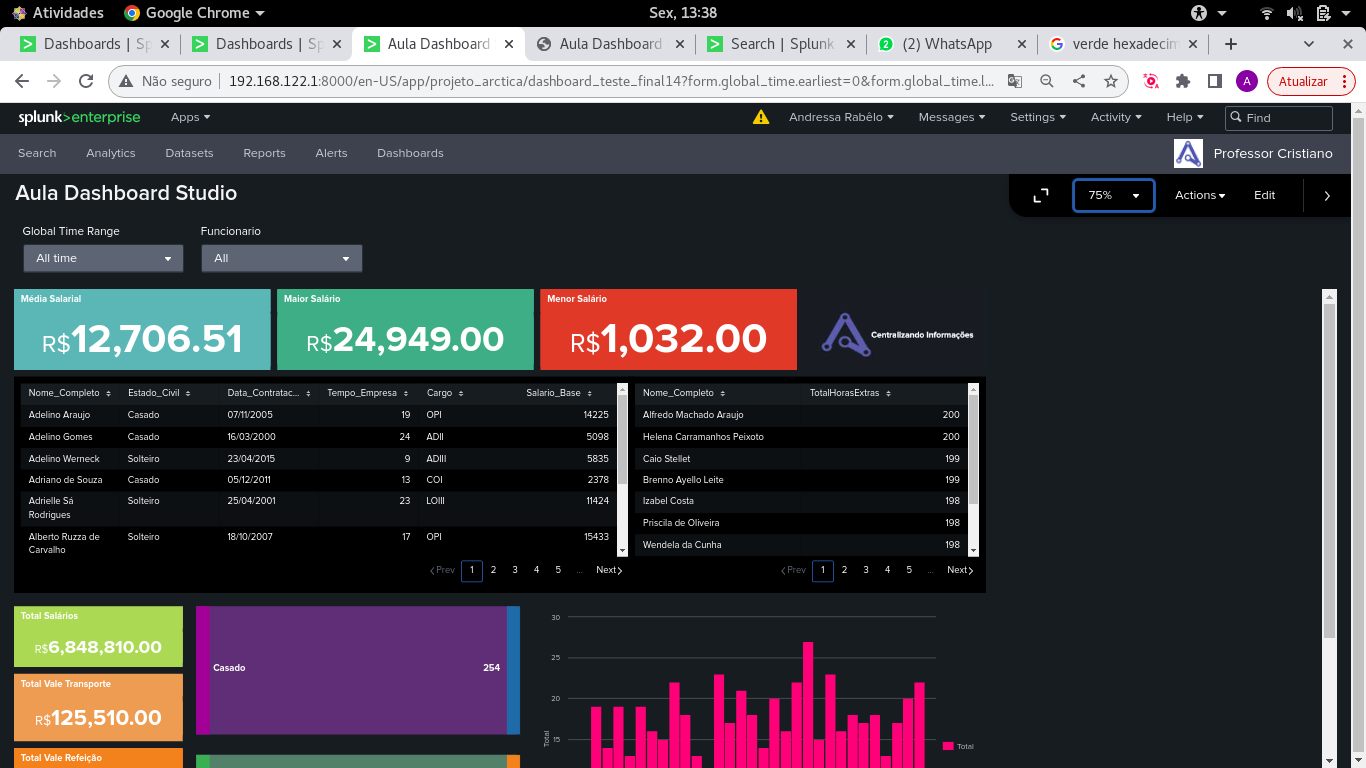 Atividades Google Chrome Sex, 13:38
Dashboards | Sp Dashboards | Sp Aula Dashboard Aula Dashboard Search | Splunk (2) WhatsApp verde hexadecim
Não seguro 192.168.122.1:8000/en-US/app/projeto_arctica/dashboard_teste_final14?form.global_time.earliest=0&form.global_time.l... A Atualizar
splunk>enterprise Apps Andressa Rabêlo Messages Settings Activity Help Find
Search Analytics Datasets Reports Alerts Dashboards Professor Cristiano
Aula Dashboard Studio 75% Actions Edit
Global Time Range Funcionario
All time All
Média Salarial Maior Salário Menor Salário
R$12,706.51 R$24,949.00 R$1,032.00 Centralizando Informações
Nome_Completo Estado_Civil Data_Contratac... Tempo_Empresa Cargo Salario_Base
Adelino Araujo Casado 07/11/2005 19 OPI 14225
Adelino Gomes Casado 16/03/2000 24 ADII 5098
Adelino Werneck Solteiro 23/04/2015 9 ADIII 5835
Adriano de Souza Casado 05/12/2011 13 COI 2378
Adrielle Sá Solteiro 25/04/2001 23 LOIII 11424
Rodrigues
Alberto Ruzza de Solteiro 18/10/2007 17 OPI 15433
Carvalho
Prev 1 2 3 4 5 ... Next
Nome_Completo TotalHorasExtras
Alfredo Machado Araujo 200
Helena Carramanhos Peixoto 200
Caio Stellet 199
Brenno Ayello Leite 199
Izabel Costa 198
Priscila de Oliveira 198
Wendela da Cunha 198
Prev 1 2 3 4 5 ... Next
Total Salários
R$6,848,810.00
Total Vale Transporte
R$125,510.00
Total Vale Refeição
Casado 254
30
25
20
15
Total
Total